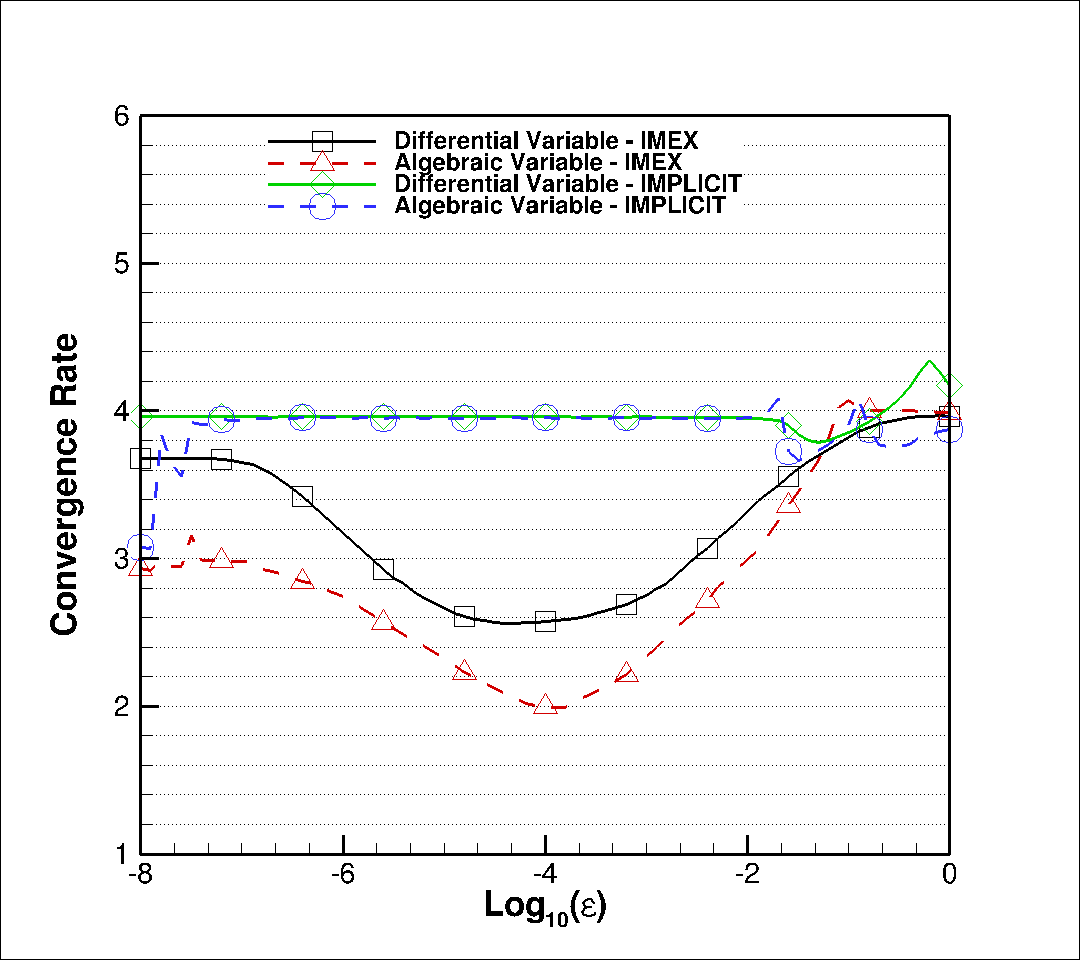 6
Differential Variable - IMEX
Algebraic Variable - IMEX
Differential Variable - IMPLICIT
Algebraic Variable - IMPLICIT
5
4
3
2
1
Convergence Rate
-8 -6 -4 -2 0
Log10(ε)